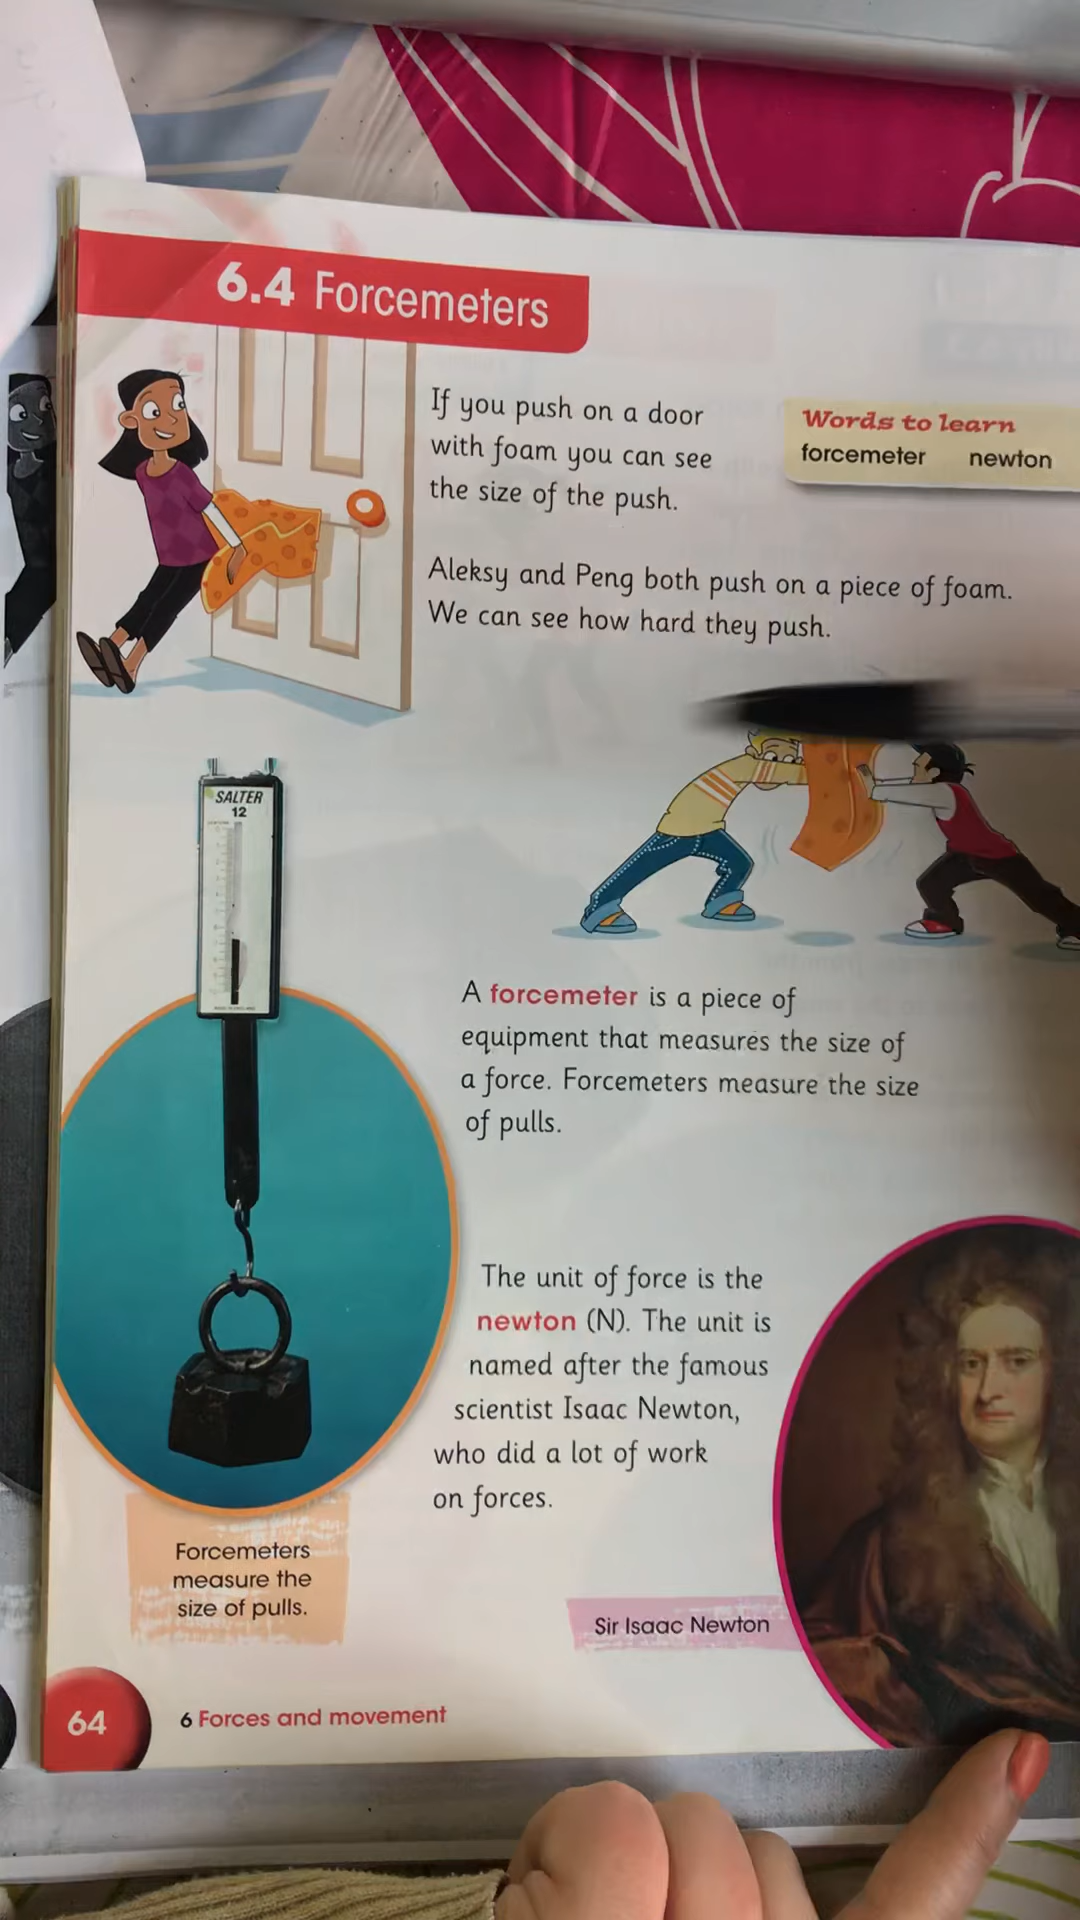 6.4 Forcemeters
If you push on a door
with foam you can see
the size of the push.
Words to learn
forcemeter newton
Aleksy and Peng both push on a piece of foam.
We can see how hard they push.
SALTER
12
A forcemeter is a piece of
equipment that measures the size of
a force. Forcemeters measure the size
of pulls.
The unit of force is the
newton (N). The unit is
named after the famous
scientist Isaac Newton,
who did a lot of work
on forces.
Forcemeters
measure the
size of pulls.
Sir Isaac Newton
64
6 Forces and movement